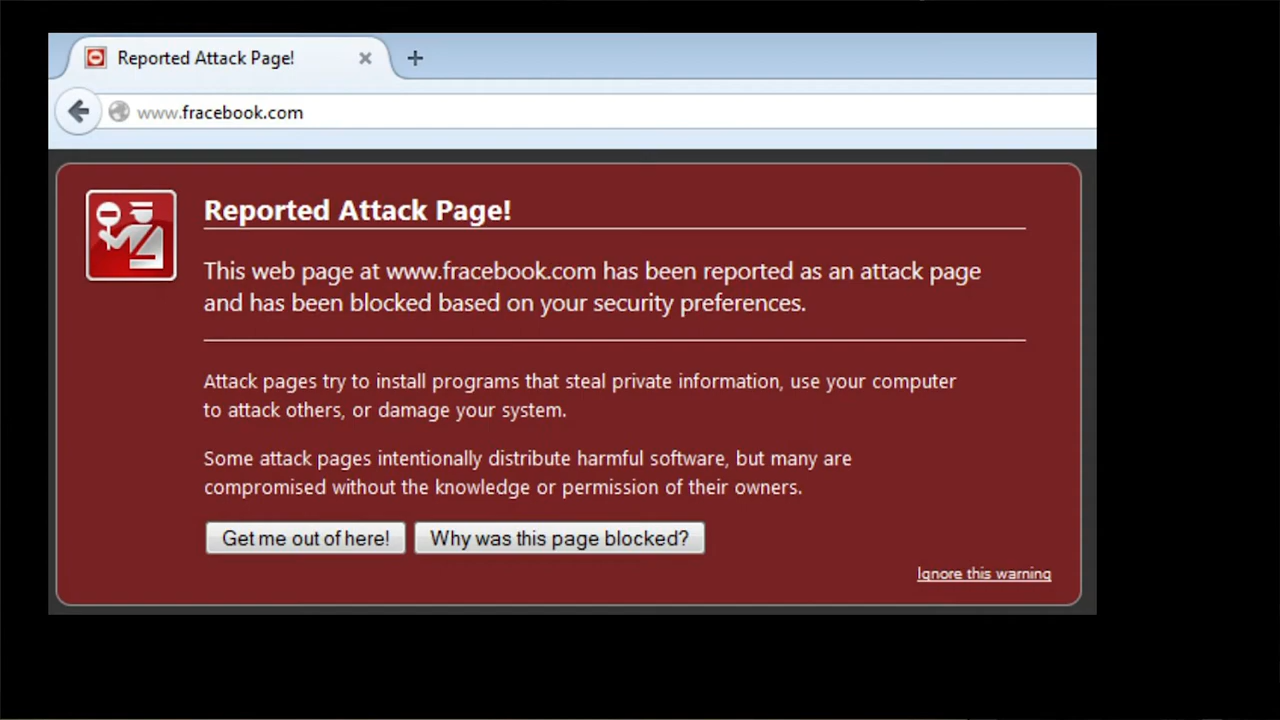 Reported Attack Page!
www.fracebook.com
Reported Attack Page!
This web page at www.fracebook.com has been reported as an attack page
and has been blocked based on your security preferences.
Attack pages try to install programs that steal private information, use your computer
to attack others, or damage your system.
Some attack pages intentionally distribute harmful software, but many are
compromised without the knowledge or permission of their owners.
Get me out of here! Why was this page blocked?
Ignore this warning